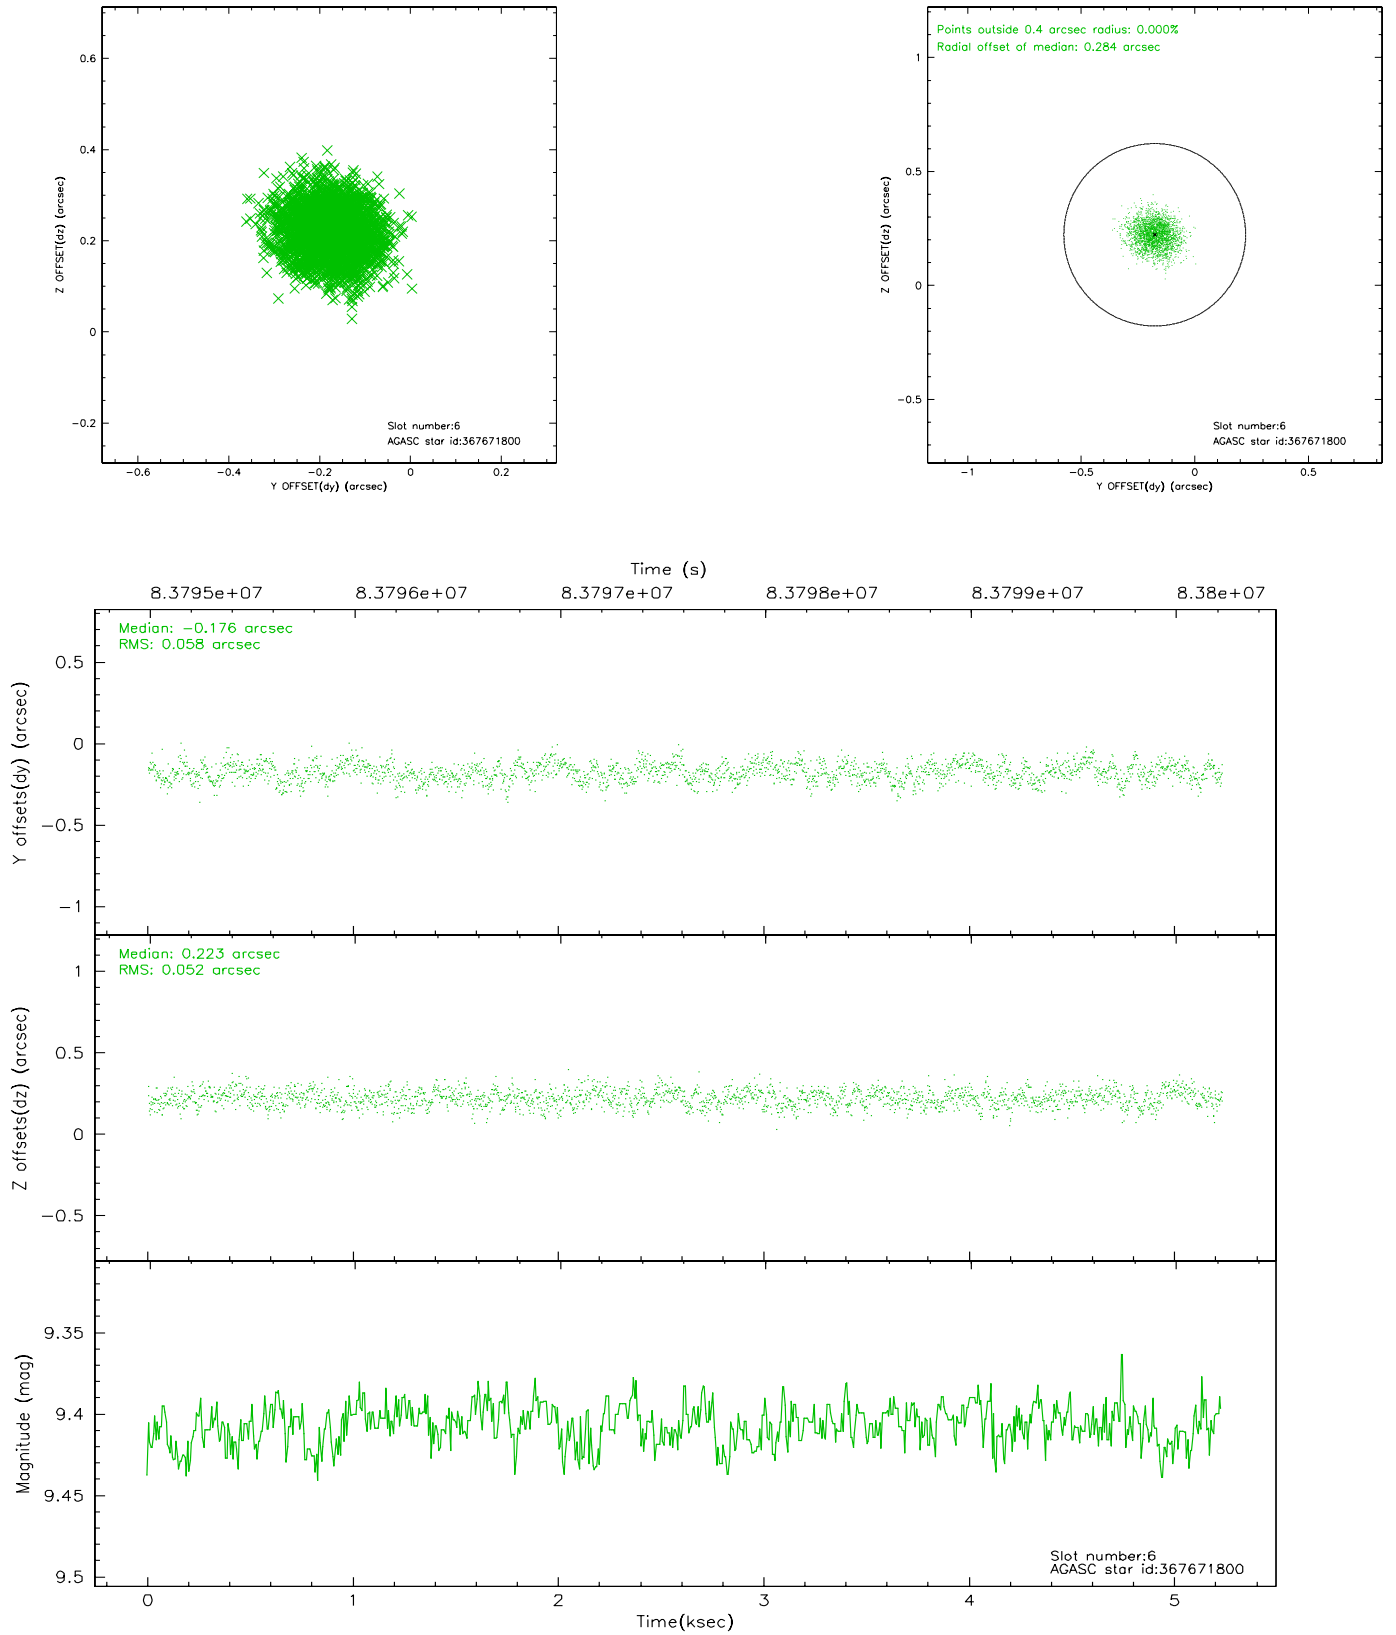 0.6
0.4
0.2
0
-0.2
Z OFFSET(dz) (arcsec)
Slot number:6
AGASC star id:367671800
-0.6 -0.4 -0.2 0 0.2
Y OFFSET(dy) (arcsec)
Points outside 0.4 arcsec radius: 0.000%
Radial offset of median: 0.284 arcsec
1
0.5
0
-0.5
Z OFFSET(dz) (arcsec)
Slot number:6
AGASC star id:367671800
-1 -0.5 0 0.5
Y OFFSET(dy) (arcsec)
Time (s)
8.3795e+07 8.3796e+07 8.3797e+07 8.3798e+07 8.3799e+07 8.38e+07
Median: -0.176 arcsec
RMS: 0.058 arcsec
0.5
0
-0.5
-1
Y offsets(dy) (arcsec)
Median: 0.223 arcsec
RMS: 0.052 arcsec
1
0.5
0
-0.5
Z offsets(dz) (arcsec)
9.35
9.4
9.45
9.5
Magnitude (mag)
Slot number:6
AGASC star id:367671800
0 1 2 3 4 5
Time(ksec)